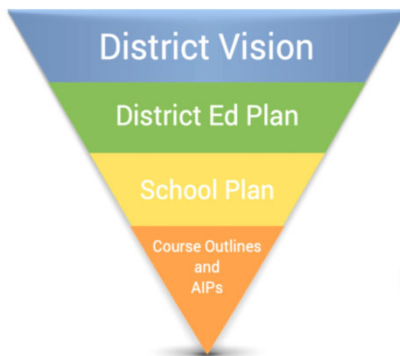 District Vision
District Ed Plan
School Plan
Course Outlines
and
AIPs